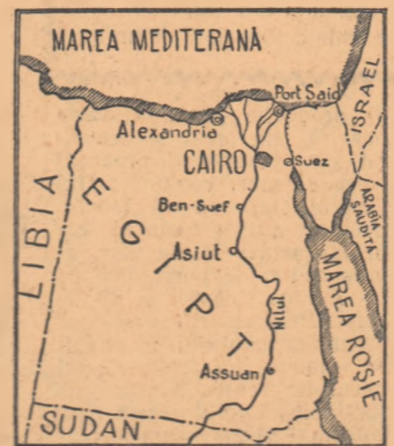 MAREA MEDITERANĂ
Port Said
Alexandria
ISRAEL
CAIRO
Suez
ARABIA
SAUDITĂ
Ben-Suef
LIBIA
EGIPT
Asiut
Nilul
MAREA ROȘIE
Assuan
SUDAN